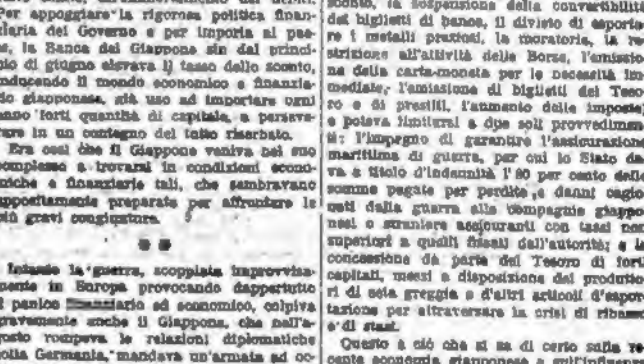 Per appoggiare la rigorosa politica finan-
ziaria del Governo e per imporla al pae-
se, la Banca del Giappone sin dal princi-
pio di giugno elevava il tasso dello sconto,
inducendo il mondo economico e finanzia-
rio giapponese, già uso ad importare ogni
anno forti quantità di capitale, a perseve-
rare in un contegno del tutto riserbato.
Era così che il Giappone veniva nel suo
complesso a trovarsi in condizioni econo-
miche e finanziarie tali, che sembravano
appositamente preparate per affrontare le
più gravi congiunture.
Intanto la guerra, scoppiata improvvisa-
mente in Europa provocando dappertutto
il panico finanziario ed economico, colpiva
gravemente anche il Giappone, che nell'a-
gosto rompeva le relazioni diplomatiche
colla Germania, mandava un'armata ad oc-
sconto, la sospensione della convertibilità
dei biglietti di banca, il divieto di esporta-
re i metalli preziosi, la moratoria, la re-
strizione all'attività delle Borse, l'emissio-
ne della carta-moneta per le necessità im-
mediate, l'emissione di biglietti del Teso-
ro e di prestiti, l'aumento delle imposte
e poteva limitarsi a due soli provvedimen-
ti: l'impegno di garantire l'assicurazione
marittima di guerra, per cui lo Stato da-
va a titolo d'indennità l'80 per cento delle
somme pagate per perdite e danni cagio-
nati dalla guerra alle compagnie giappo-
nesi o straniere assicuranti con tassi non
superiori a quelli fissati dall'autorità; e la
concessione da parte del Tesoro di forti
capitali, messi a disposizione dei produtto-
ri di seta greggia e d'altri articoli d'espor-
tazione per attraversare la crisi di ribasso
e di stasi.
Questo è ciò che si sa di certo sulla re-
cente economia giapponese e sull'influenza